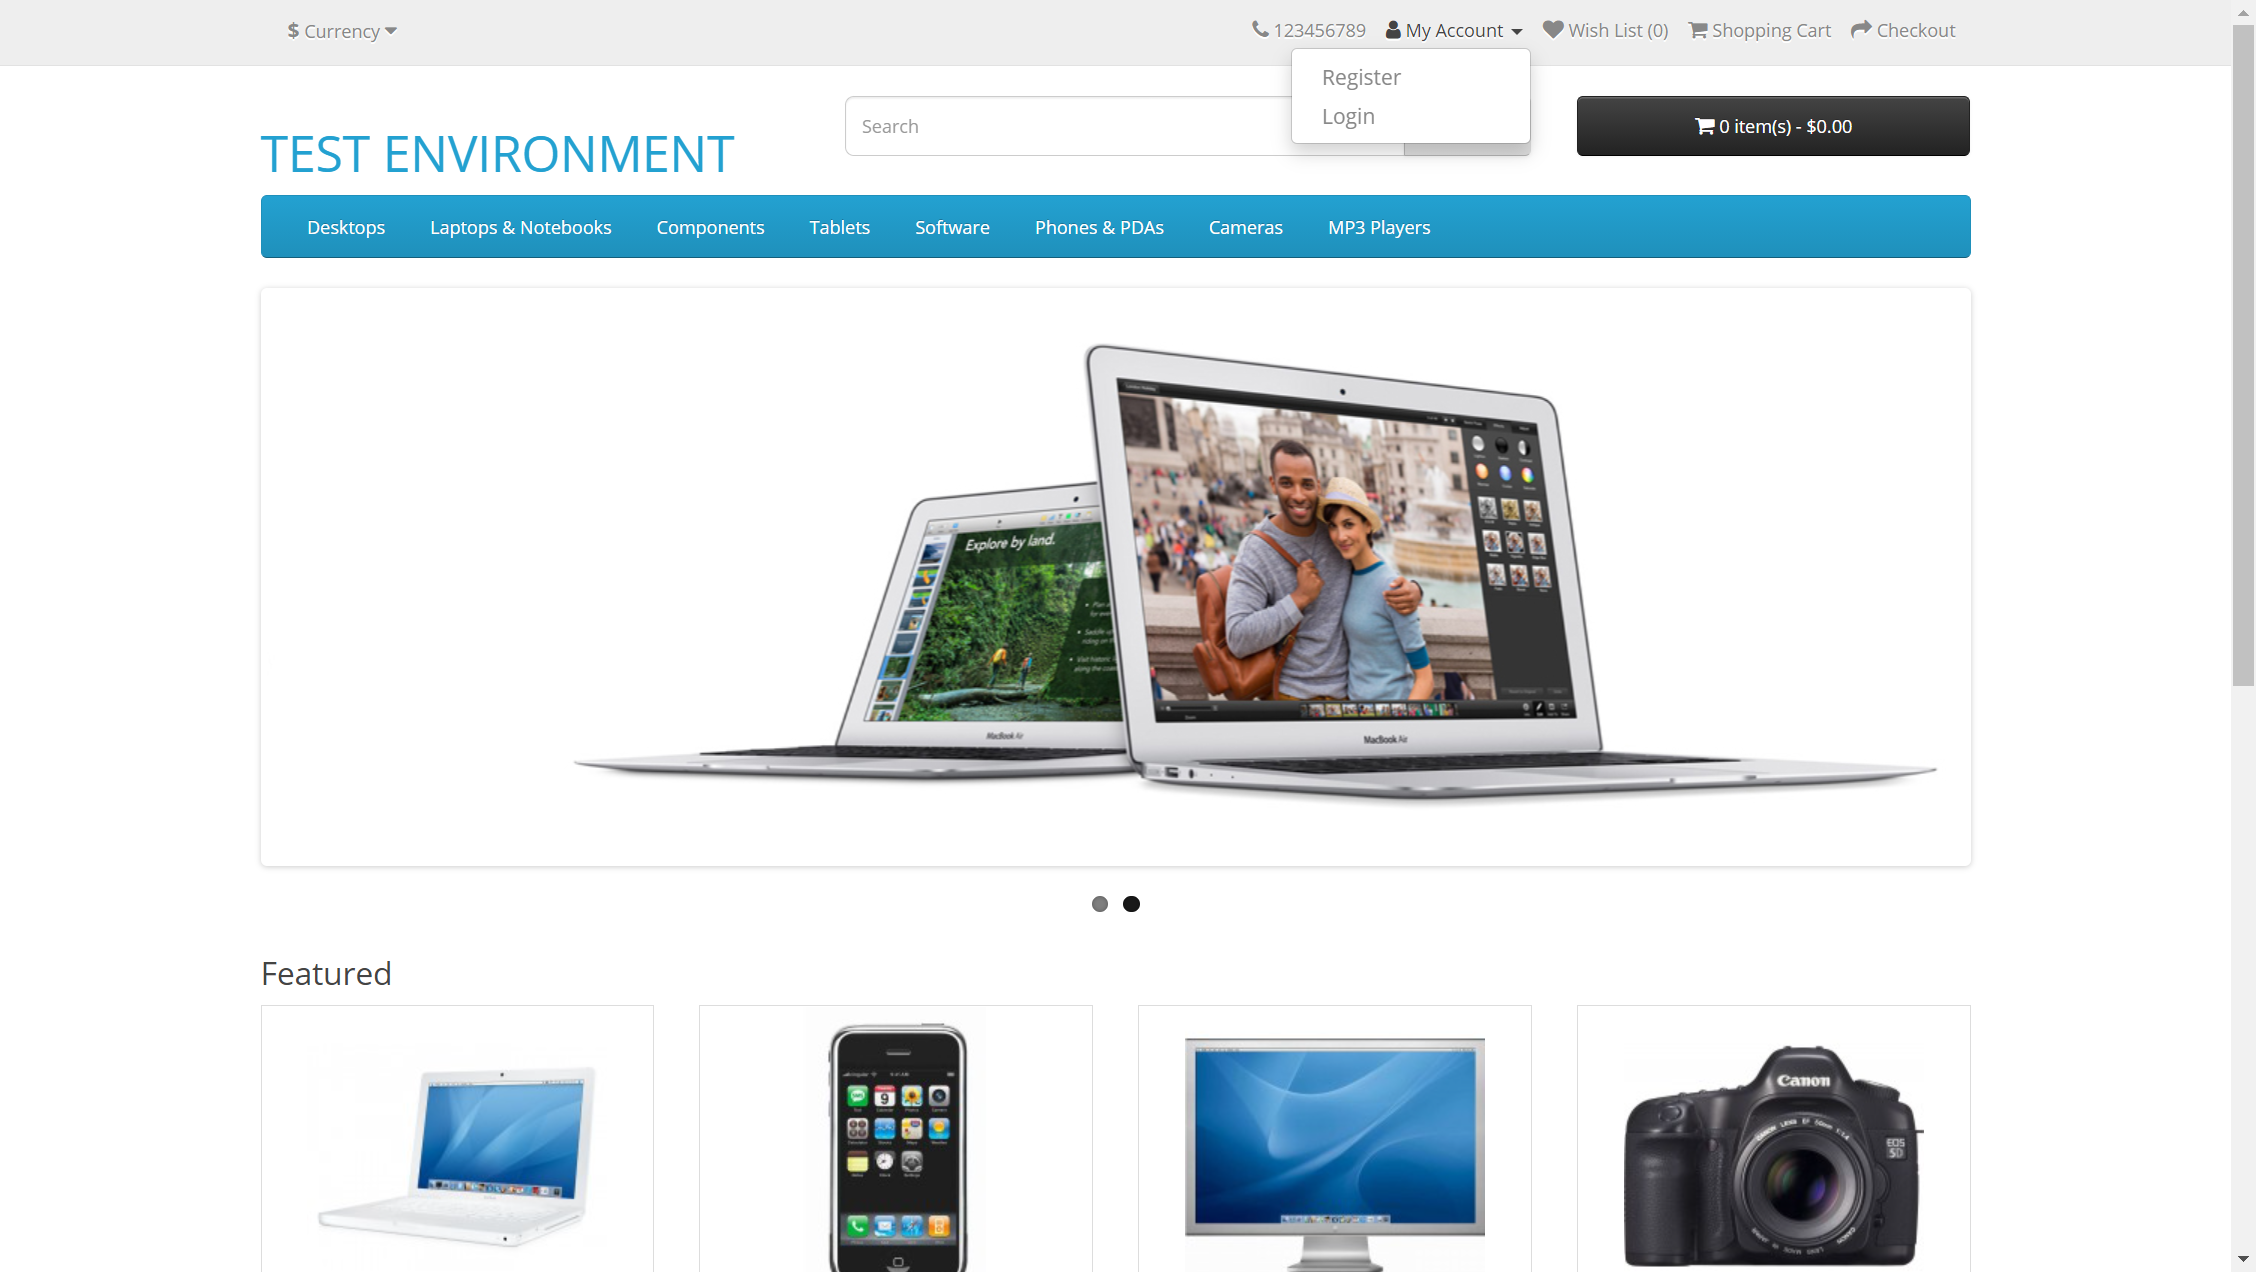 $ Currency
123456789 My Account Wish List (0) Shopping Cart Checkout
Register
Login
Search
0 item(s) - $0.00
TEST ENVIRONMENT
Desktops Laptops & Notebooks Components Tablets Software Phones & PDAs Cameras MP3 Players
Explore by land.
MacBook Air
MacBook Air
Featured
Canon
EOS
5D